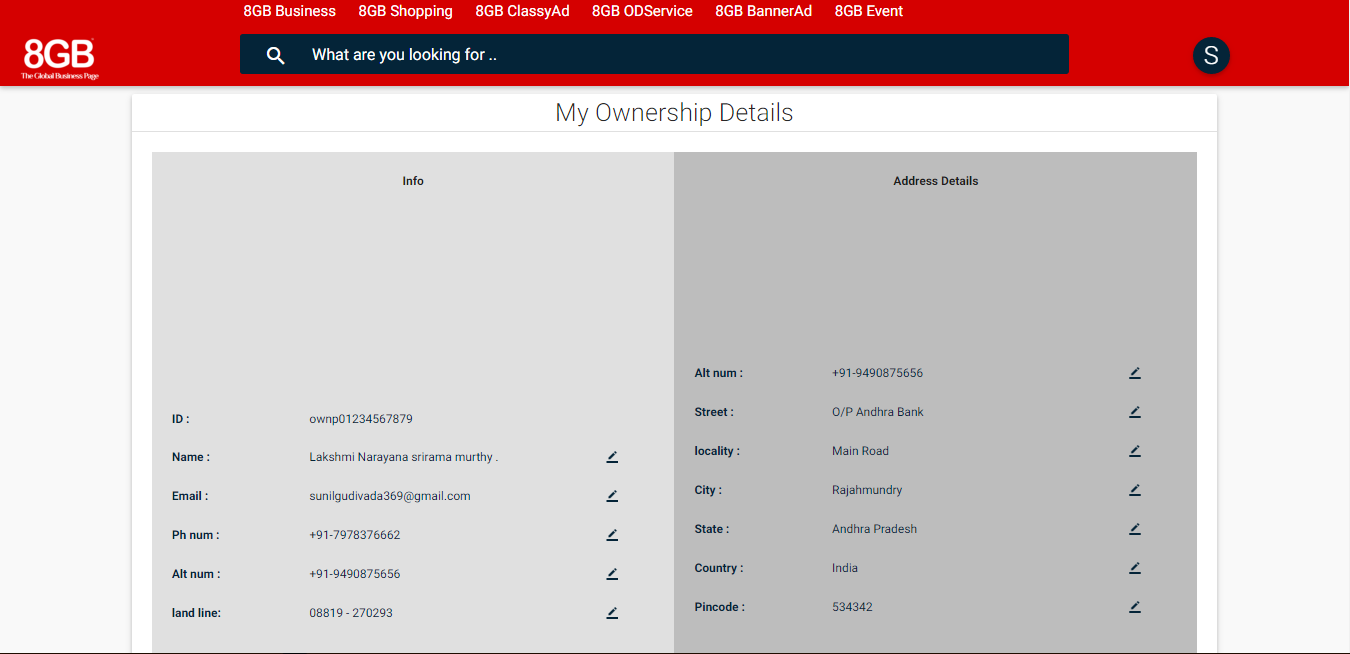 8GB Business 8GB Shopping 8GB ClassyAd 8GB ODService 8GB BannerAd 8GB Event
8GB
The Global Business Page
What are you looking for ..
S
My Ownership Details
Info
ID : ownp01234567879
Name : Lakshmi Narayana srirama murthy .
Email : sunilgudivada369@gmail.com
Ph num : +91-7978376662
Alt num : +91-9490875656
land line: 08819 - 270293
Address Details
Alt num : +91-9490875656
Street : O/P Andhra Bank
locality : Main Road
City : Rajahmundry
State : Andhra Pradesh
Country : India
Pincode : 534342